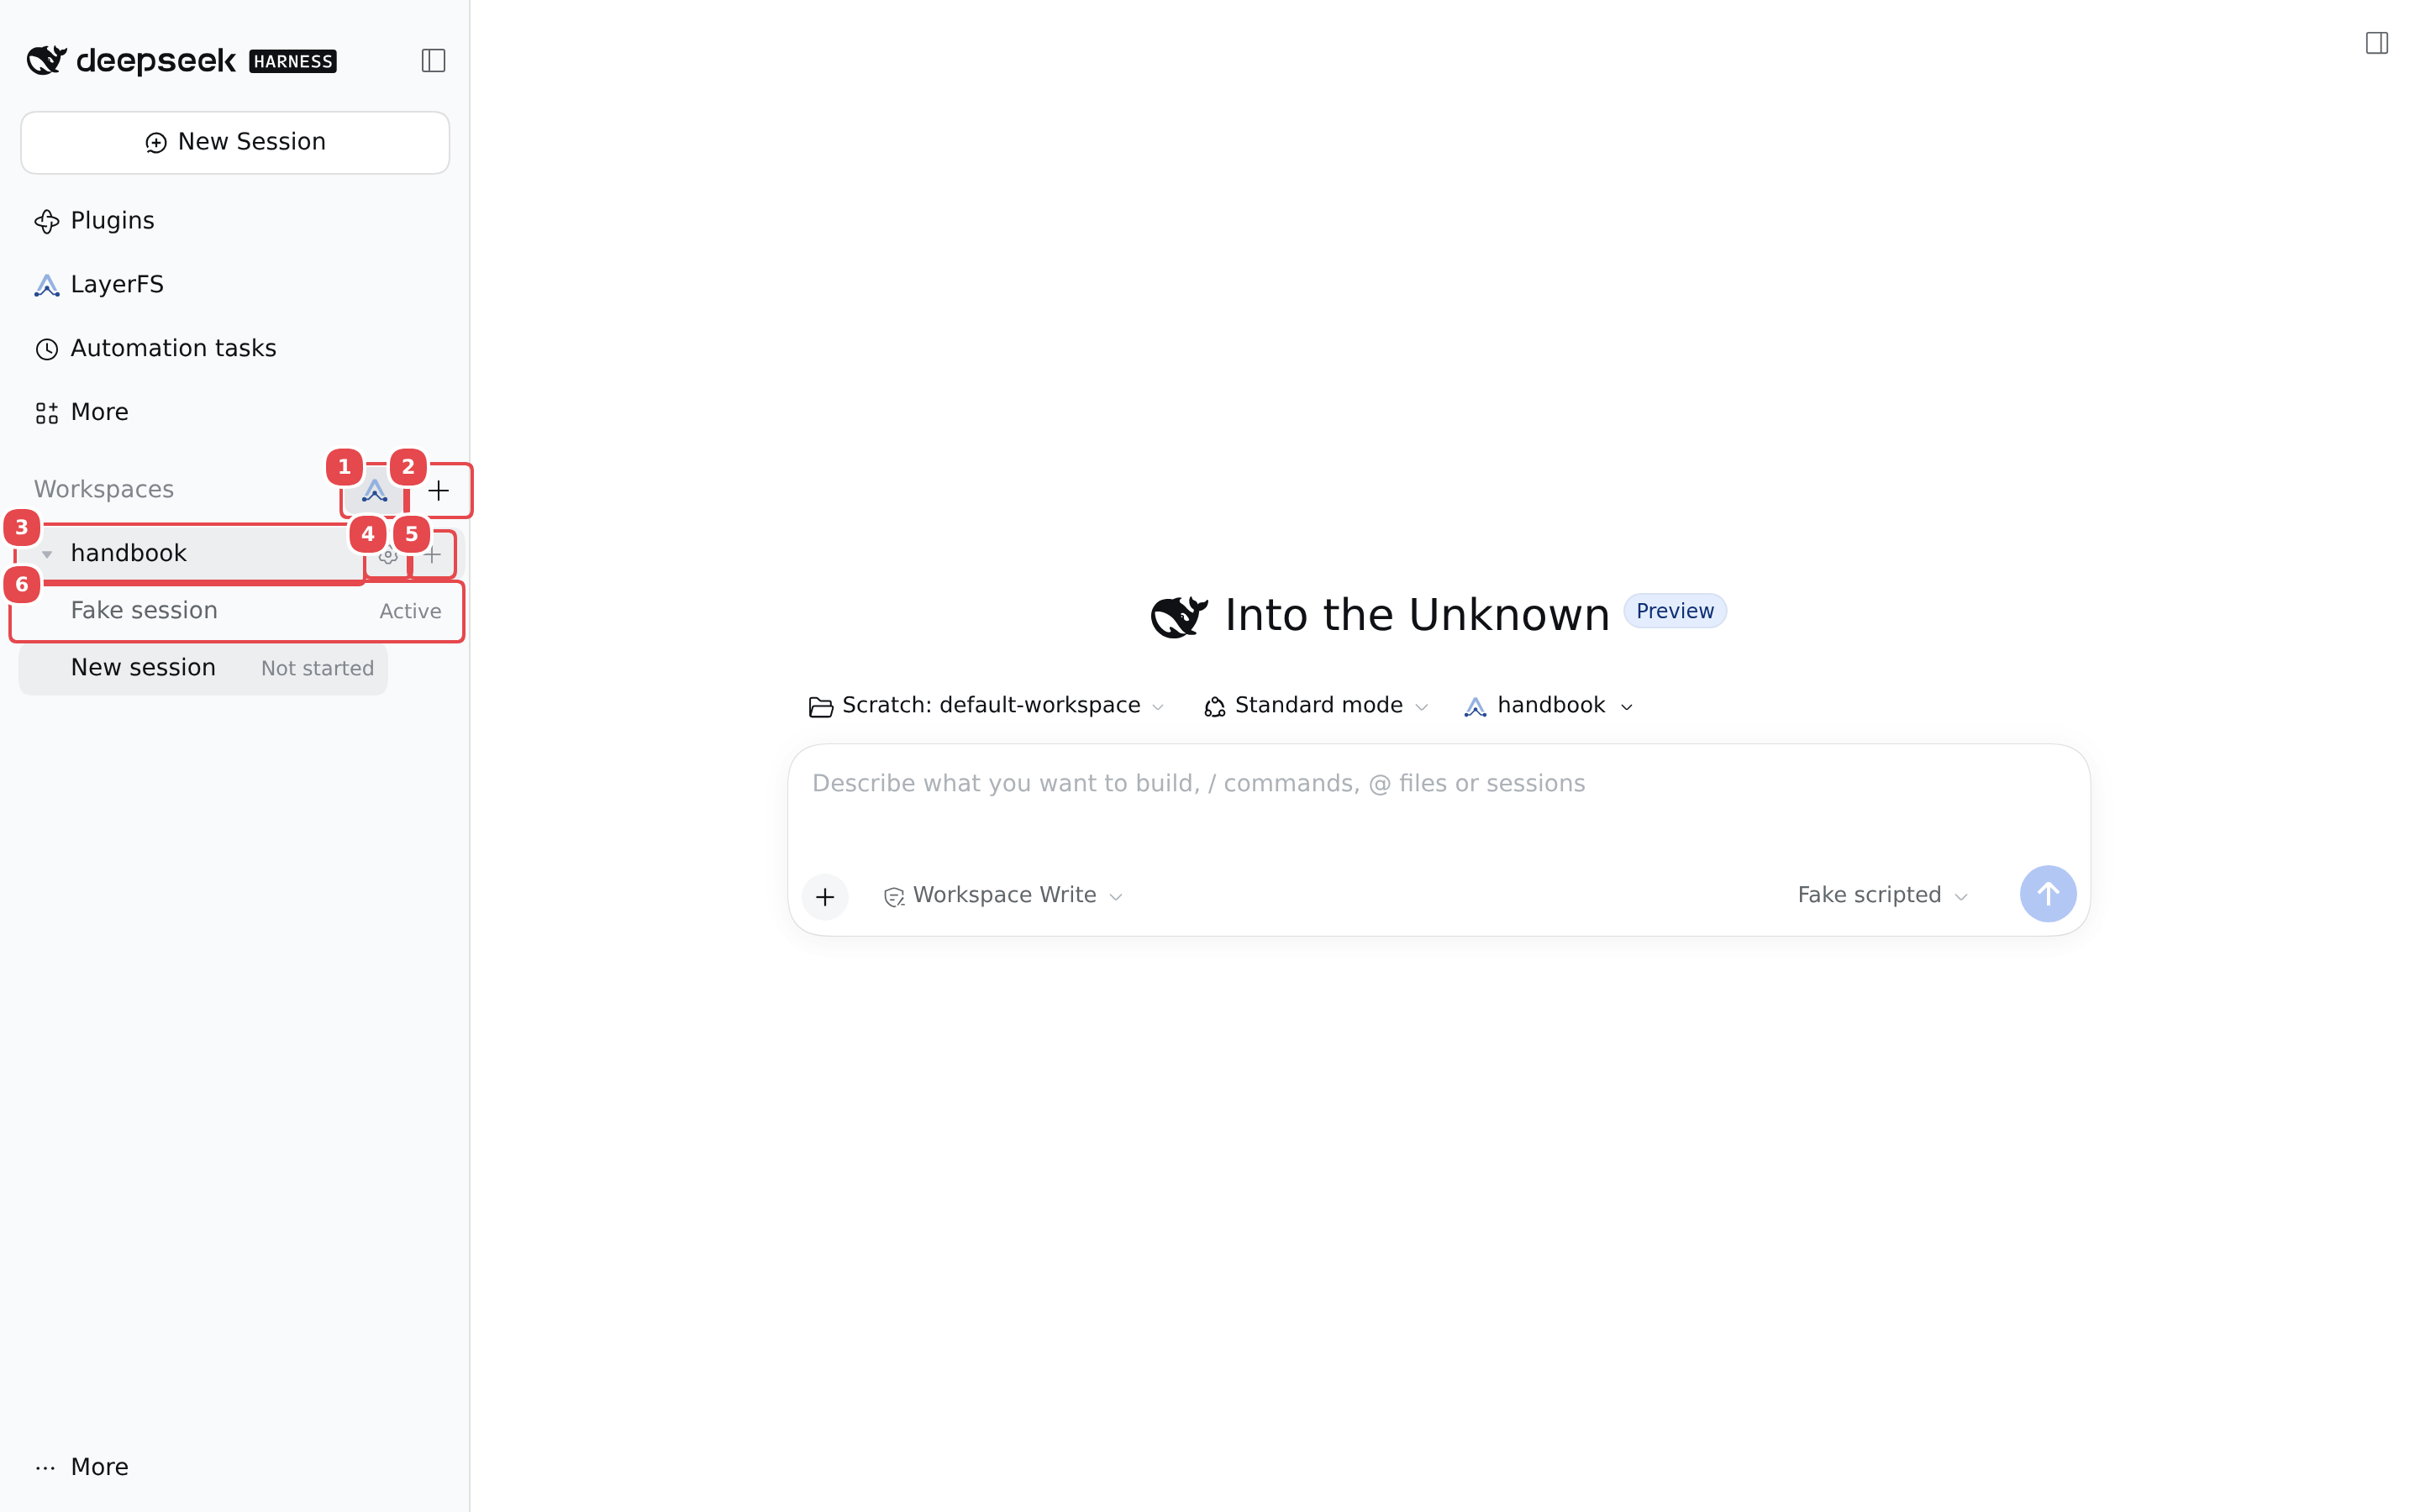 deepseek HARNESS
New Session
Plugins
LayerFS
Automation tasks
More
Workspaces
1
2
3
handbook
4
5
6
Fake session Active
New session Not started
More
Into the Unknown Preview
Scratch: default-workspace Standard mode handbook
Describe what you want to build, / commands, @ files or sessions
Workspace Write Fake scripted